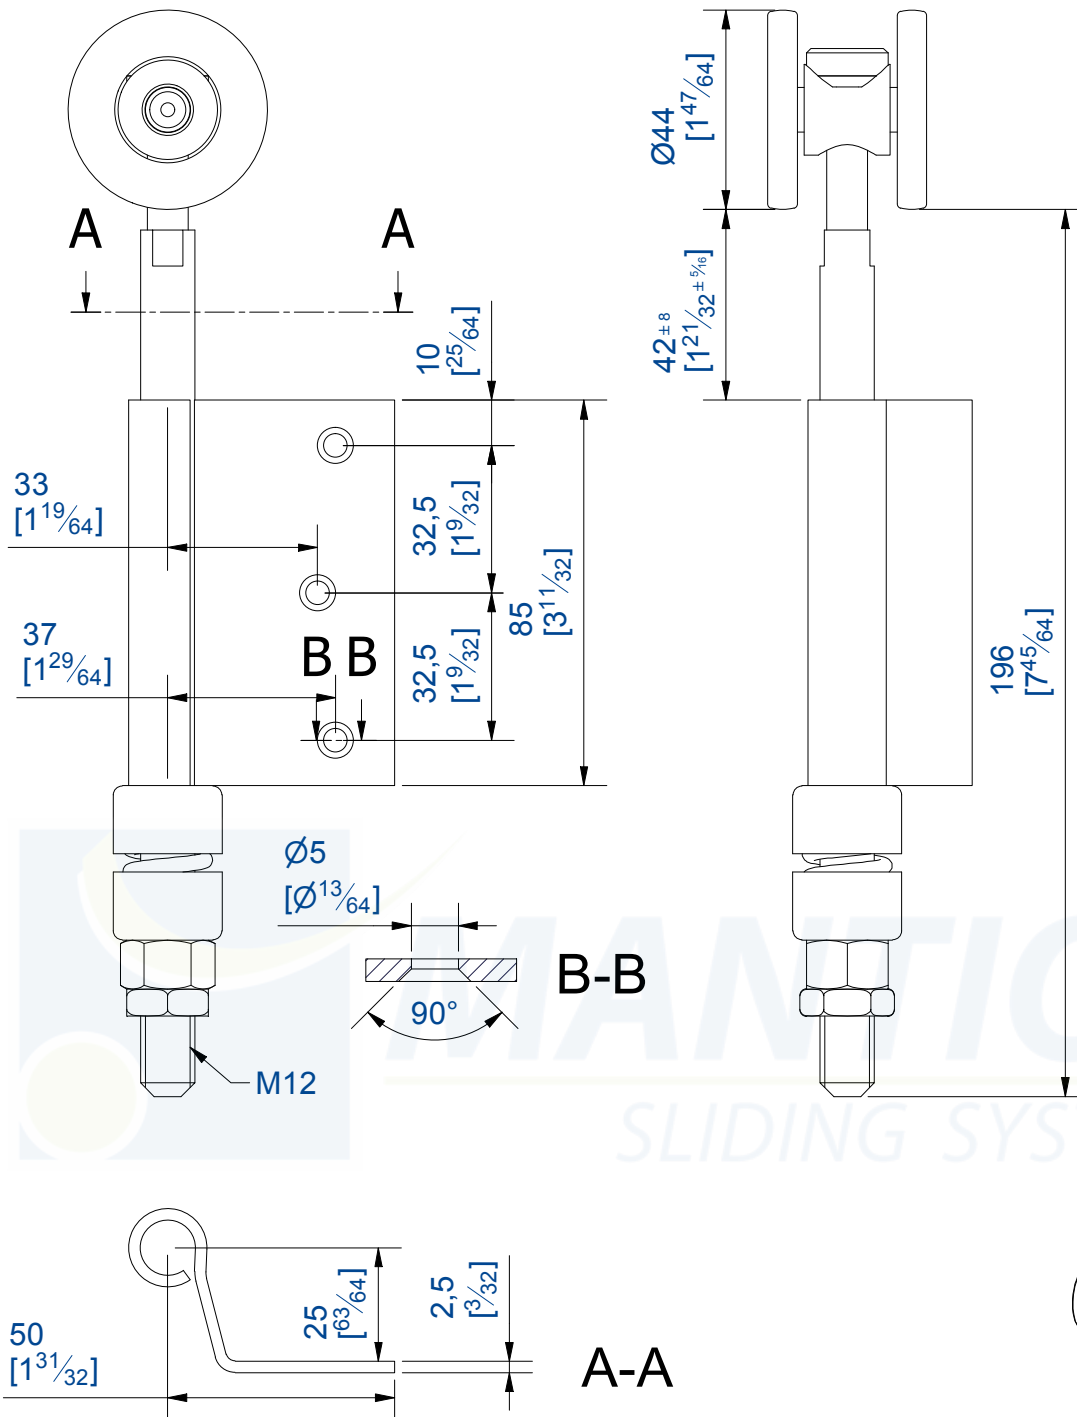 Ø44
[1 47/64]
A
A
42 ± 8
[1 21/32 ± 5/16]
10
[25/64]
33
[1 19/64]
32,5
[1 9/32]
85
[3 11/32]
37
[1 29/64]
B B
32,5
[1 9/32]
196
[7 45/64]
Ø5
[Ø 13/64]
B-B
90°
M12
MANTIC
SLIDING SYS
25
[63/64]
2,5
[3/32]
50
[1 31/32]
A-A